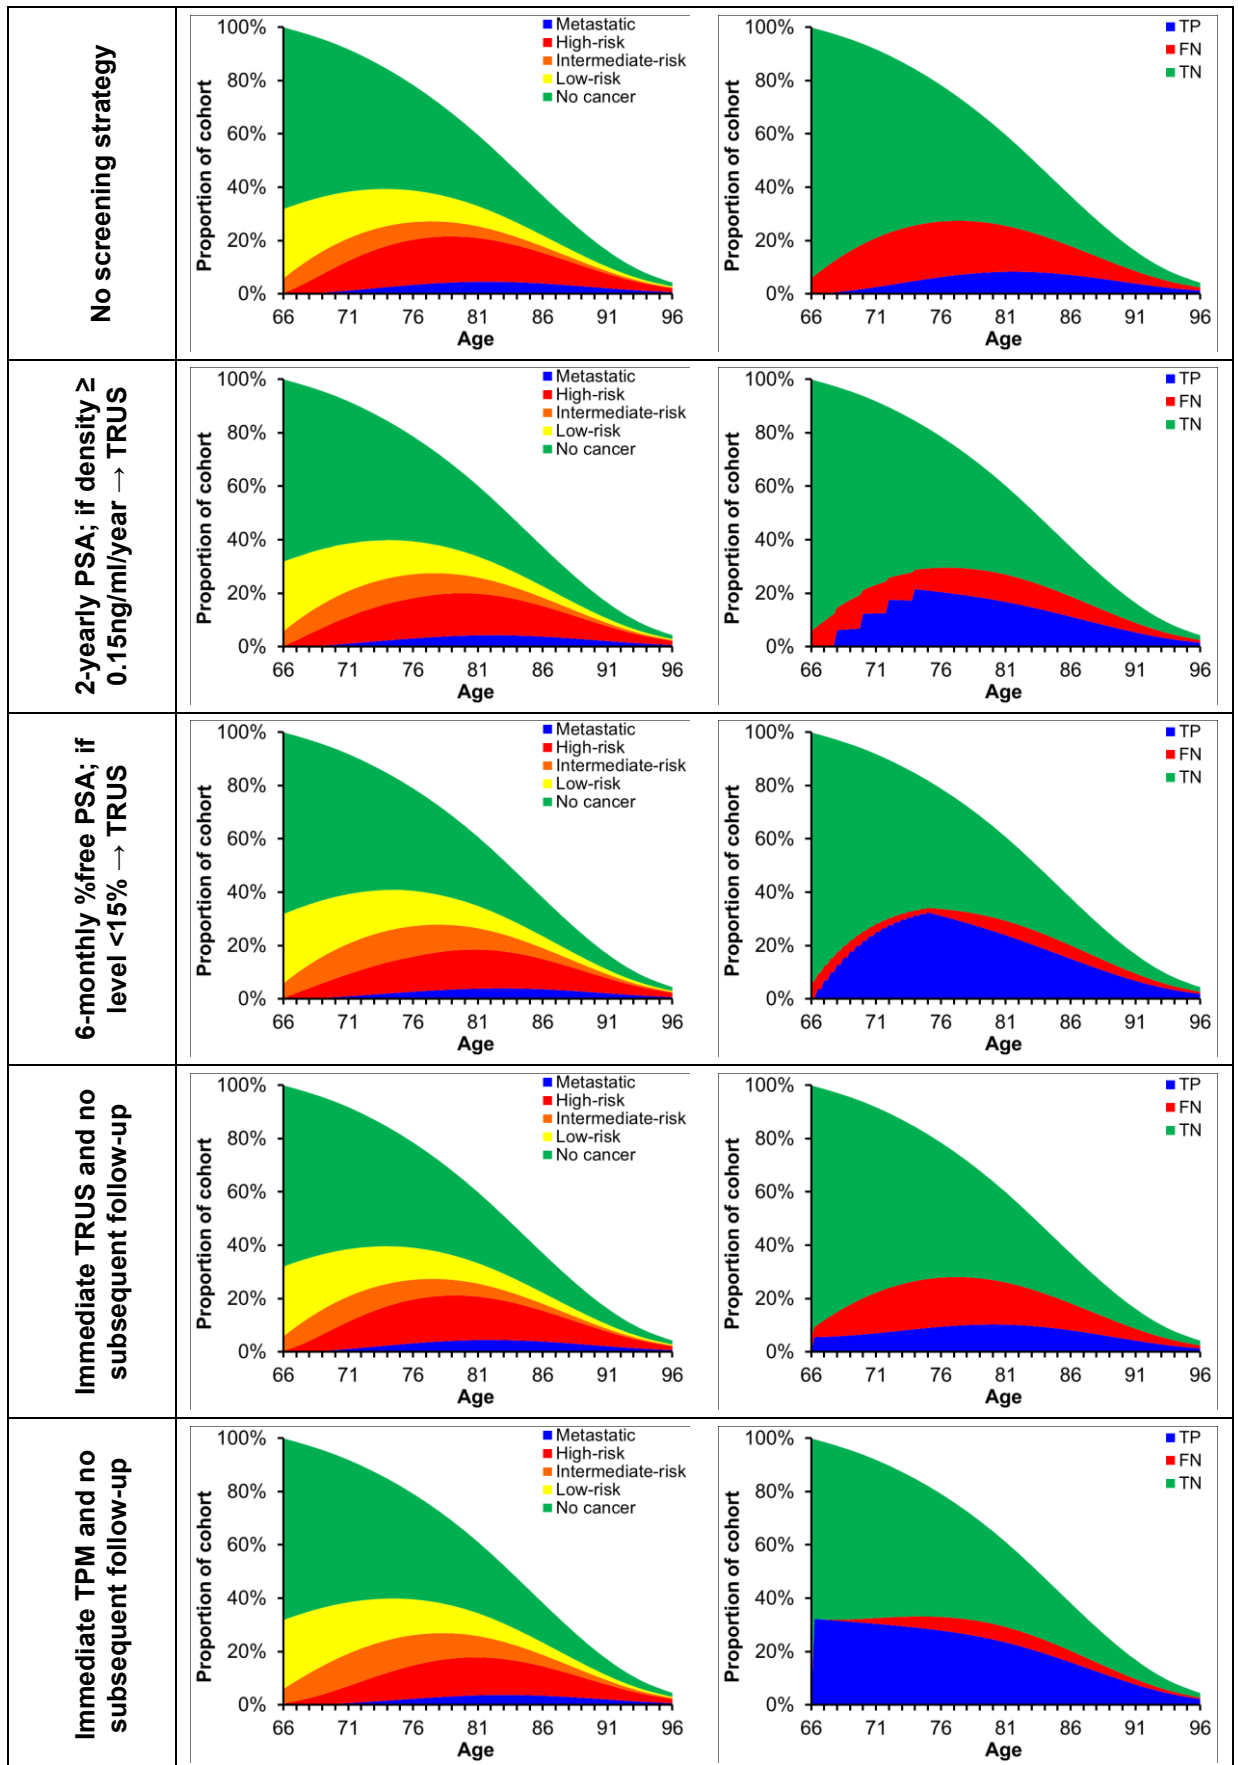 No screening strategy
Proportion of cohort
100%
80%
60%
40%
20%
0%
66 71 76 81 86 91 96
Age
Metastatic
High-risk
Intermediate-risk
Low-risk
No cancer
Proportion of cohort
100%
80%
60%
40%
20%
0%
66 71 76 81 86 91 96
Age
TP
FN
TN
2-yearly PSA; if density ≥
0.15ng/ml/year → TRUS
Proportion of cohort
100%
80%
60%
40%
20%
0%
66 71 76 81 86 91 96
Age
Metastatic
High-risk
Intermediate-risk
Low-risk
No cancer
Proportion of cohort
100%
80%
60%
40%
20%
0%
66 71 76 81 86 91 96
Age
TP
FN
TN
6-monthly %free PSA; if
level <15% → TRUS
Proportion of cohort
100%
80%
60%
40%
20%
0%
66 71 76 81 86 91 96
Age
Metastatic
High-risk
Intermediate-risk
Low-risk
No cancer
Proportion of cohort
100%
80%
60%
40%
20%
0%
66 71 76 81 86 91 96
Age
TP
FN
TN
Immediate TRUS and no
subsequent follow-up
Proportion of cohort
100%
80%
60%
40%
20%
0%
66 71 76 81 86 91 96
Age
Metastatic
High-risk
Intermediate-risk
Low-risk
No cancer
Proportion of cohort
100%
80%
60%
40%
20%
0%
66 71 76 81 86 91 96
Age
TP
FN
TN
Immediate TPM and no
subsequent follow-up
Proportion of cohort
100%
80%
60%
40%
20%
0%
66 71 76 81 86 91 96
Age
Metastatic
High-risk
Intermediate-risk
Low-risk
No cancer
Proportion of cohort
100%
80%
60%
40%
20%
0%
66 71 76 81 86 91 96
Age
TP
FN
TN